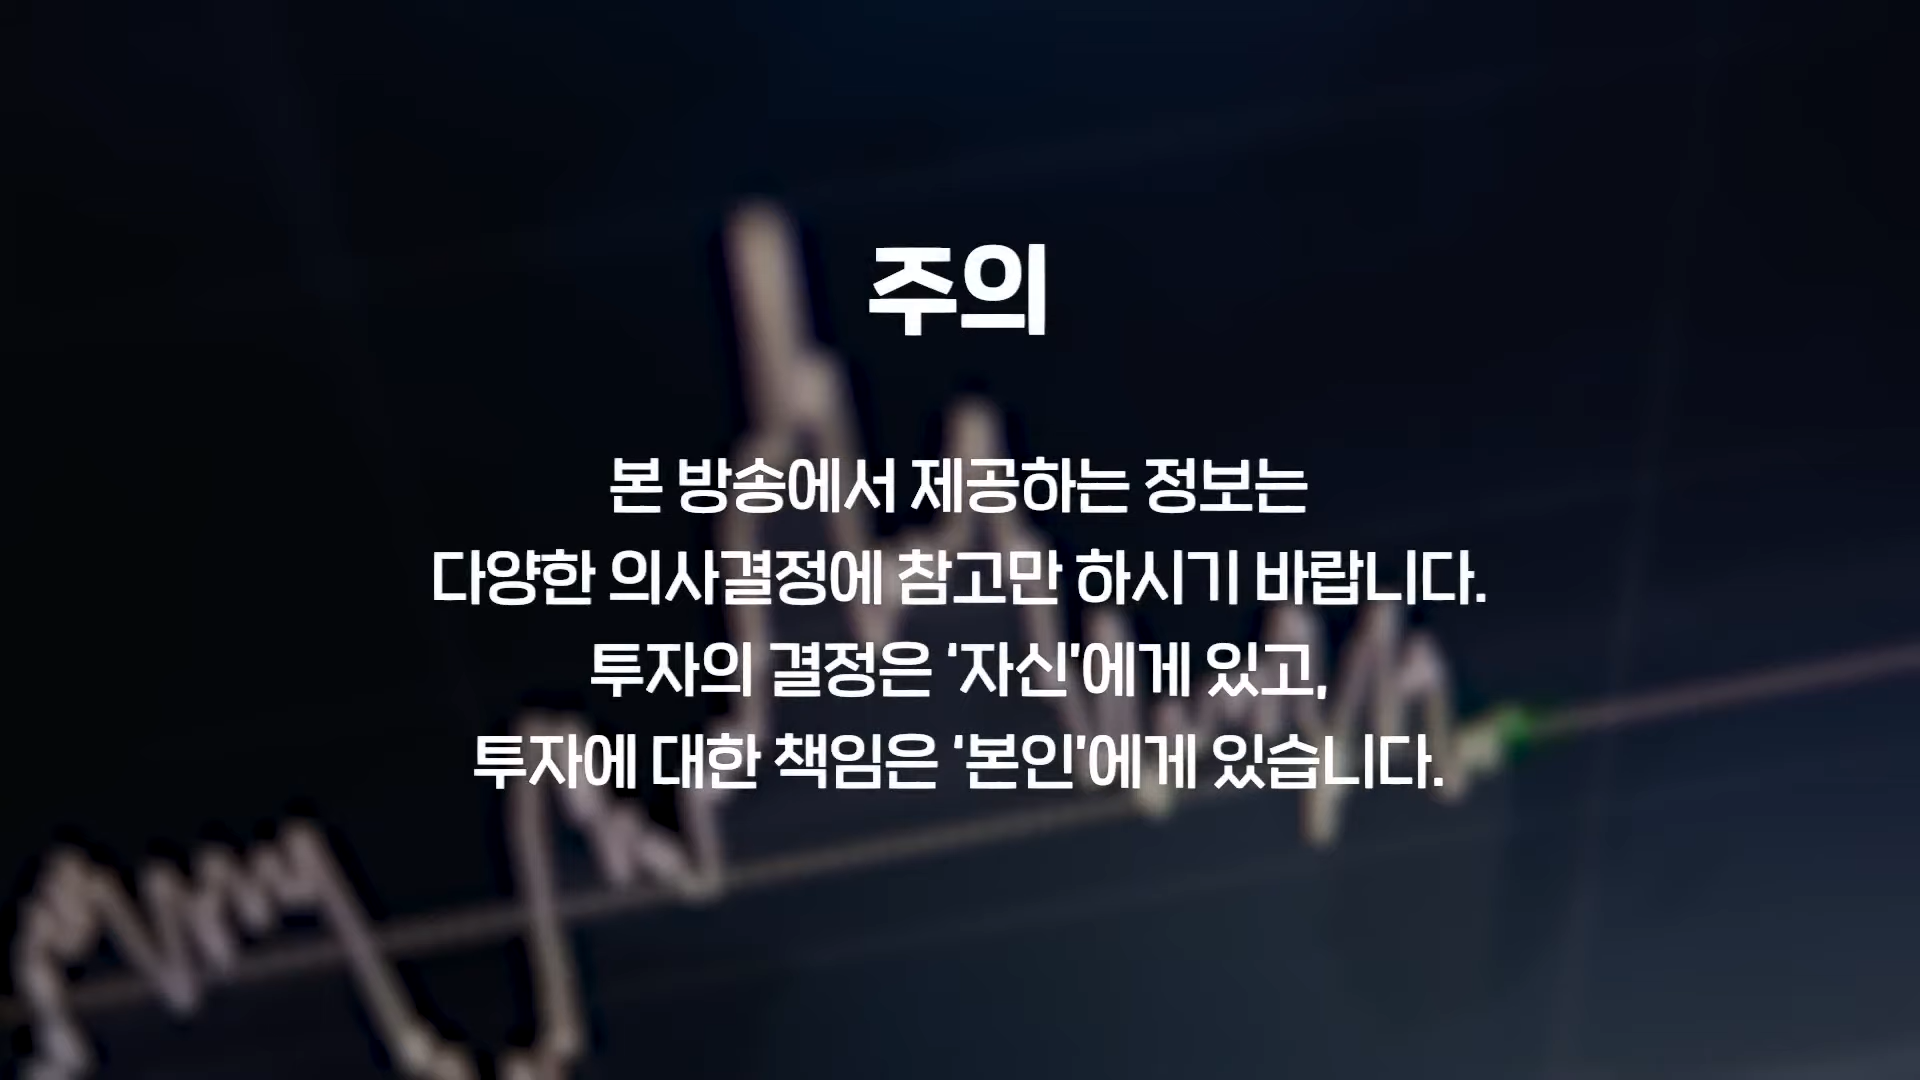 주의
본 방송에서 제공하는 정보는
다양한 의사결정에 참고만 하시기 바랍니다.
투자의 결정은 ‘자신’에게 있고,
투자에 대한 책임은 ‘본인’에게 있습니다.